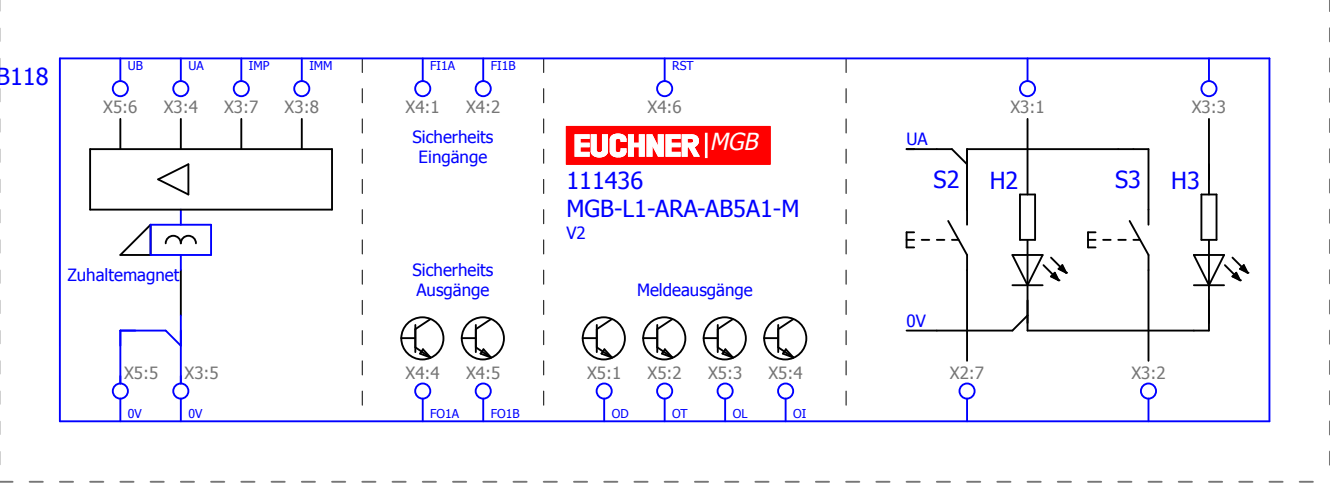 UB UA IMP IMM FI1A FI1B RST
B118
X5:6 X3:4 X3:7 X3:8 X4:1 X4:2 X4:6 X3:1 X3:3
Sicherheits
Eingänge
EUCHNER|MGB
111436
MGB-L1-ARA-AB5A1-M
V2
UA
S2 H2 S3 H3
E E
Zuhaltemagnet
Sicherheits
Ausgänge
Meldeausgänge
0V
X5:5 X3:5 X4:4 X4:5 X5:1 X5:2 X5:3 X5:4 X2:7 X3:2
0V 0V FO1A FO1B OD OT OL OI